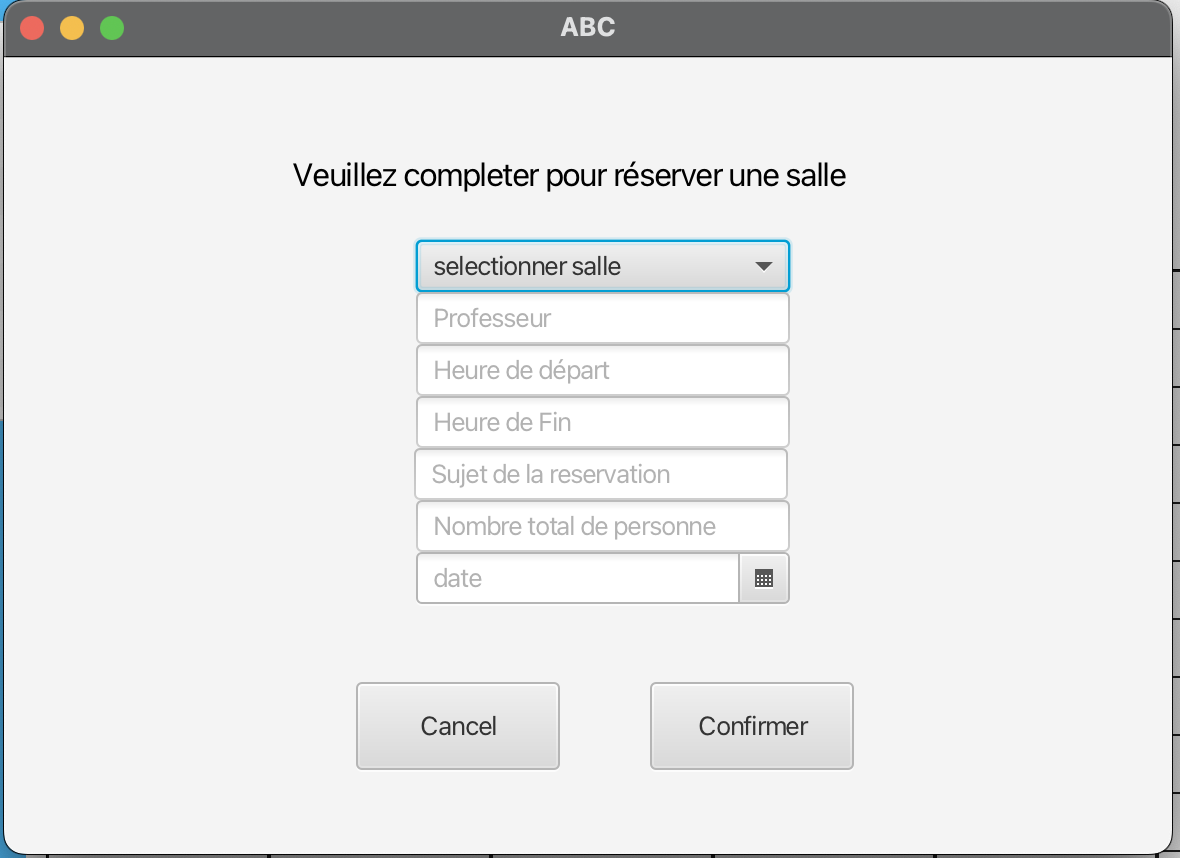 ABC
Veuillez completer pour réserver une salle
selectionner salle
Professeur
Heure de départ
Heure de Fin
Sujet de la reservation
Nombre total de personne
date
Cancel
Confirmer